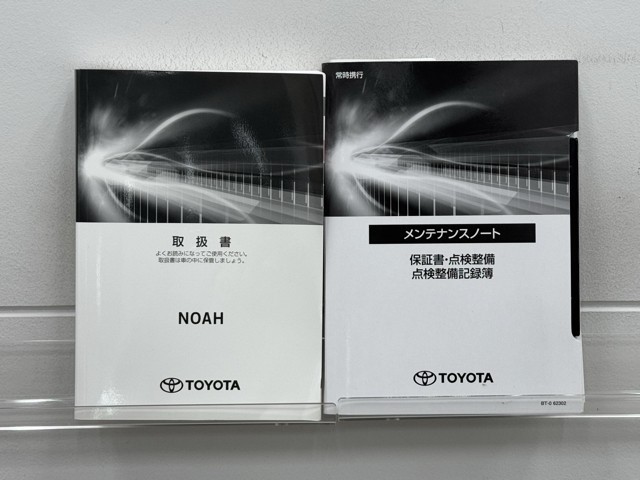 取扱書
よくお読みになってご使用ください。
取扱書は車の中に保管しましょう。
NOAH
TOYOTA
常時携行
メンテナンスノート
保証書・点検整備
点検整備記録簿
TOYOTA